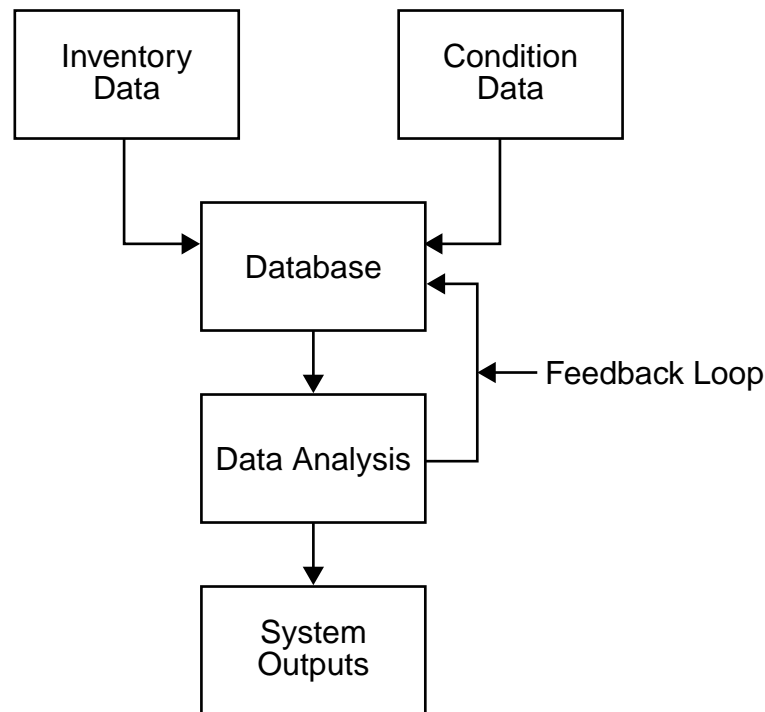 Inventory
Data
Condition
Data
Database
Feedback Loop
Data Analysis
System
Outputs